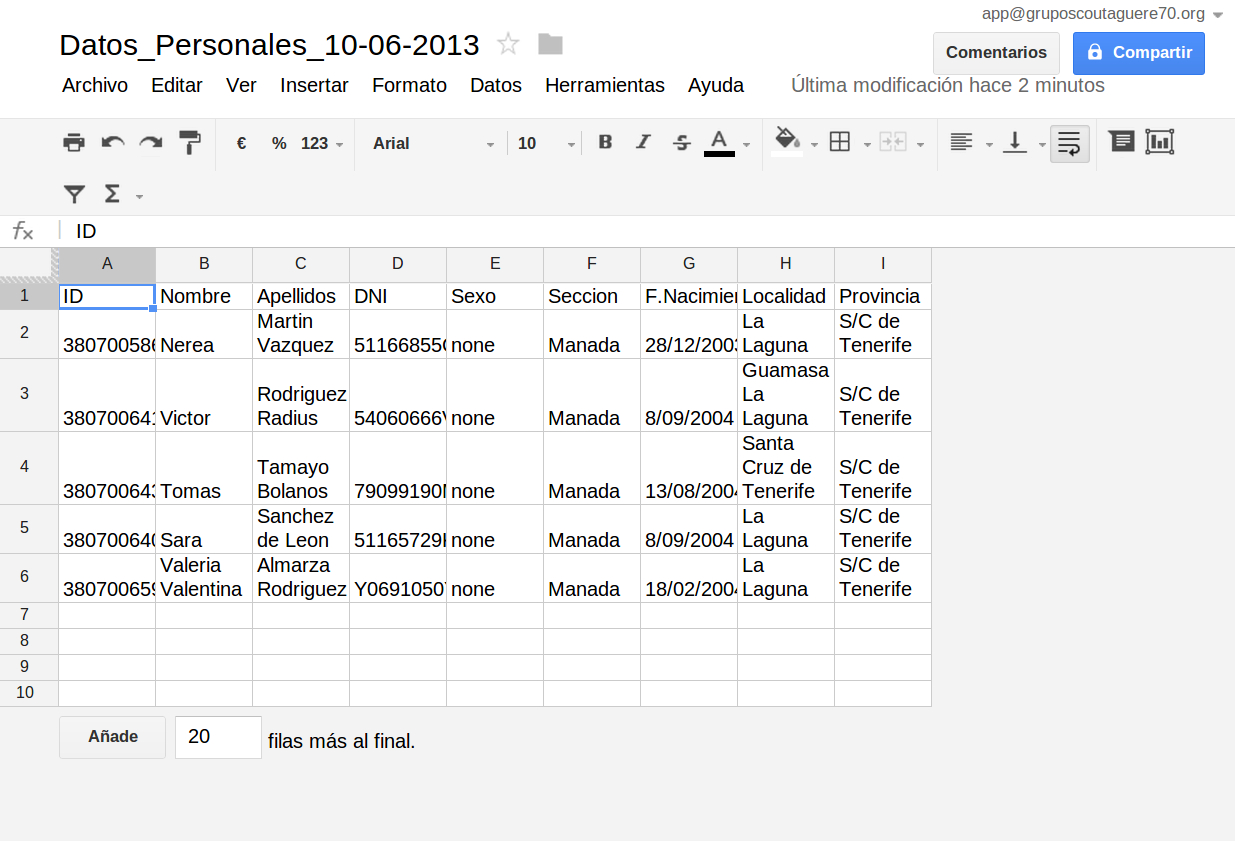 app@gruposcoutaguere70.org
Datos_Personales_10-06-2013
Comentarios
Compartir
Archivo Editar Ver Insertar Formato Datos Herramientas Ayuda Última modificación hace 2 minutos
€ % 123 Arial 10 B I S A
Σ
fx ID
A B C D E F G H I
1 ID Nombre Apellidos DNI Sexo Seccion F.Nacimien Localidad Provincia
2 38070058 Nerea Martin Vazquez 51166855 none Manada 28/12/2003 La Laguna S/C de Tenerife
3 38070064 Victor Rodriguez Radius 54060666 none Manada 8/09/2004 Guamasa La Laguna S/C de Tenerife
4 38070064 Tomas Tamayo Bolanos 79099190 none Manada 13/08/2004 Santa Cruz de Tenerife S/C de Tenerife
5 38070064 Sara Sanchez de Leon 51165729 none Manada 8/09/2004 La Laguna S/C de Tenerife
6 38070065 Valeria Valentina Almarza Rodriguez Y0691050 none Manada 18/02/2004 La Laguna S/C de Tenerife
7
8
9
10
Añade 20 filas más al final.